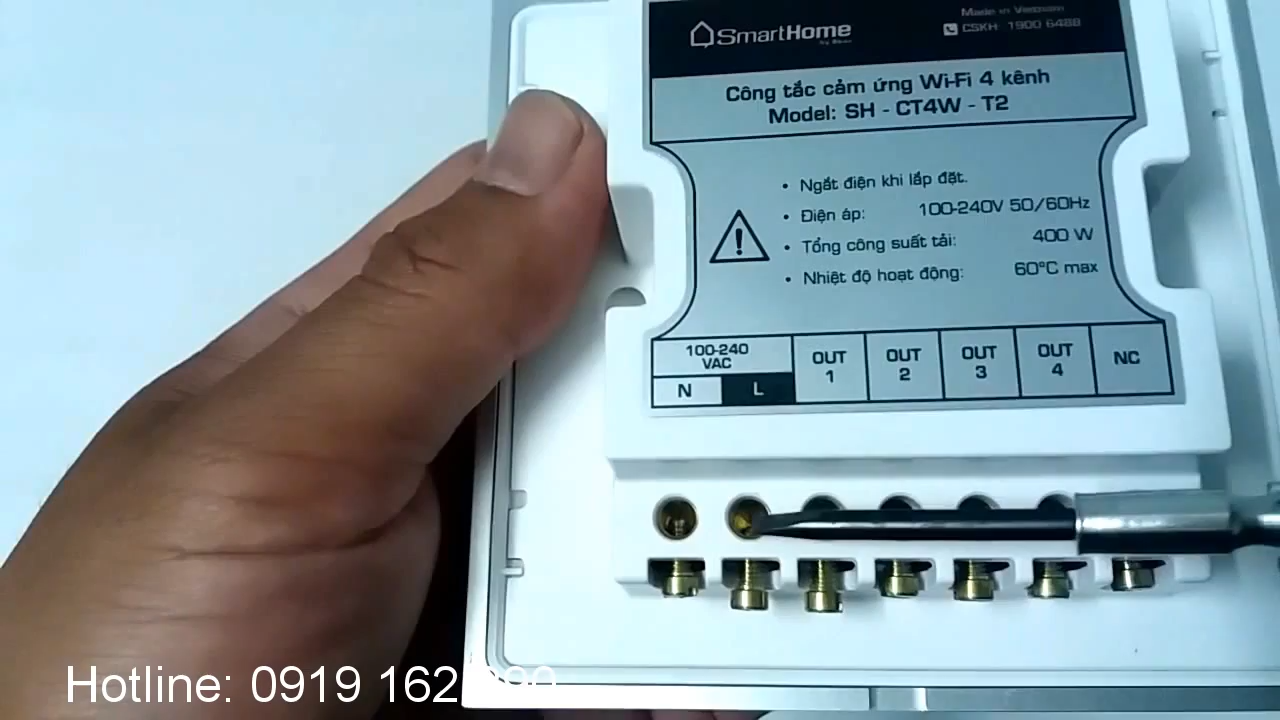 SmartHome
Made in Vietnam
CSKH 1900 6488
Công tắc cảm ứng Wi-Fi 4 kênh
Model: SH - CT4W - T2
• Ngắt điện khi lắp đặt.
• Điện áp: 100-240V 50/60Hz
• Tổng công suất tải: 400 W
• Nhiệt độ hoạt động: 60°C max
100-240
VAC
N L
OUT
1
OUT
2
OUT
3
OUT
4
NC
Hotline: 0919 162